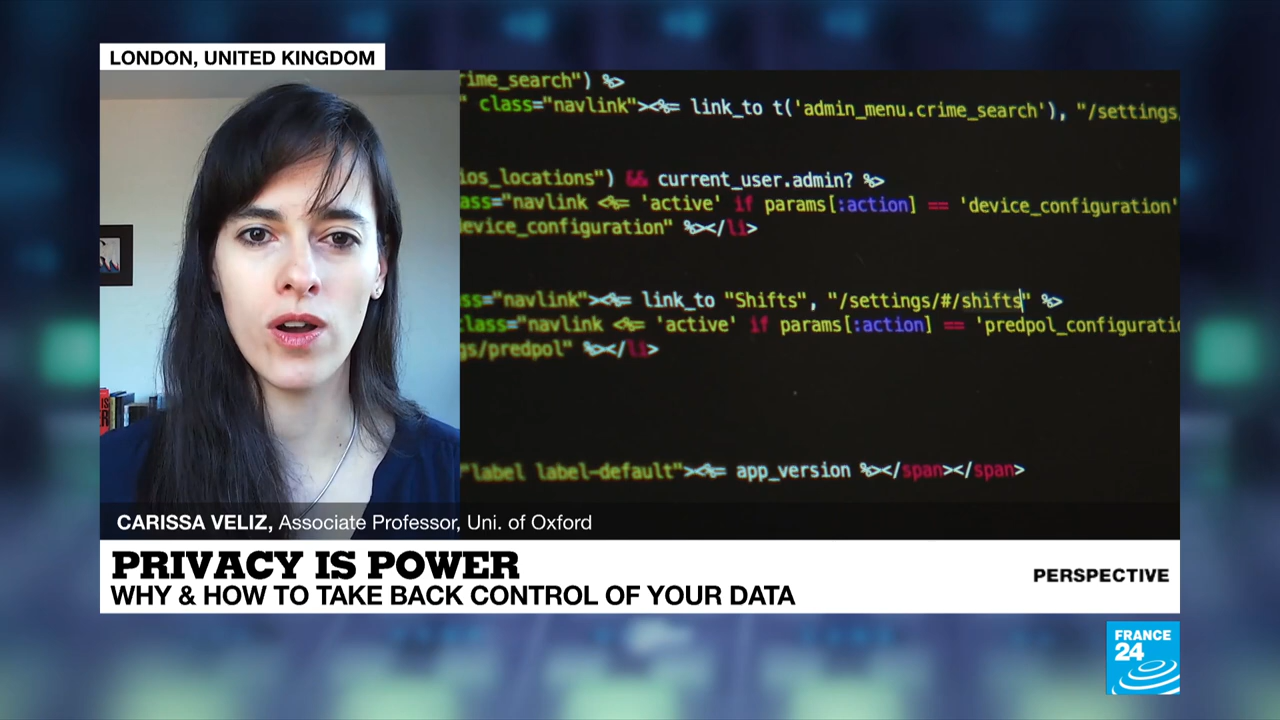 LONDON, UNITED KINGDOM
rime_search") %>
" class="navlink"><%= link_to t('admin_menu.crime_search'), "/settings
ios_locations") && current_user.admin? %>
ass="navlink <%= 'active' if params[:action] == 'device_configuration'
evice_configuration" %></li>
ss="navlink"><%= link_to "Shifts", "/settings/#/shifts" %>
class="navlink <%= 'active' if params[:action] == 'predpol_configuratio
gs/predpol" %></li>
"label label-default"><%= app_version %></span></span>
CARISSA VELIZ, Associate Professor, Uni. of Oxford
PRIVACY IS POWER
WHY & HOW TO TAKE BACK CONTROL OF YOUR DATA
PERSPECTIVE
FRANCE
24